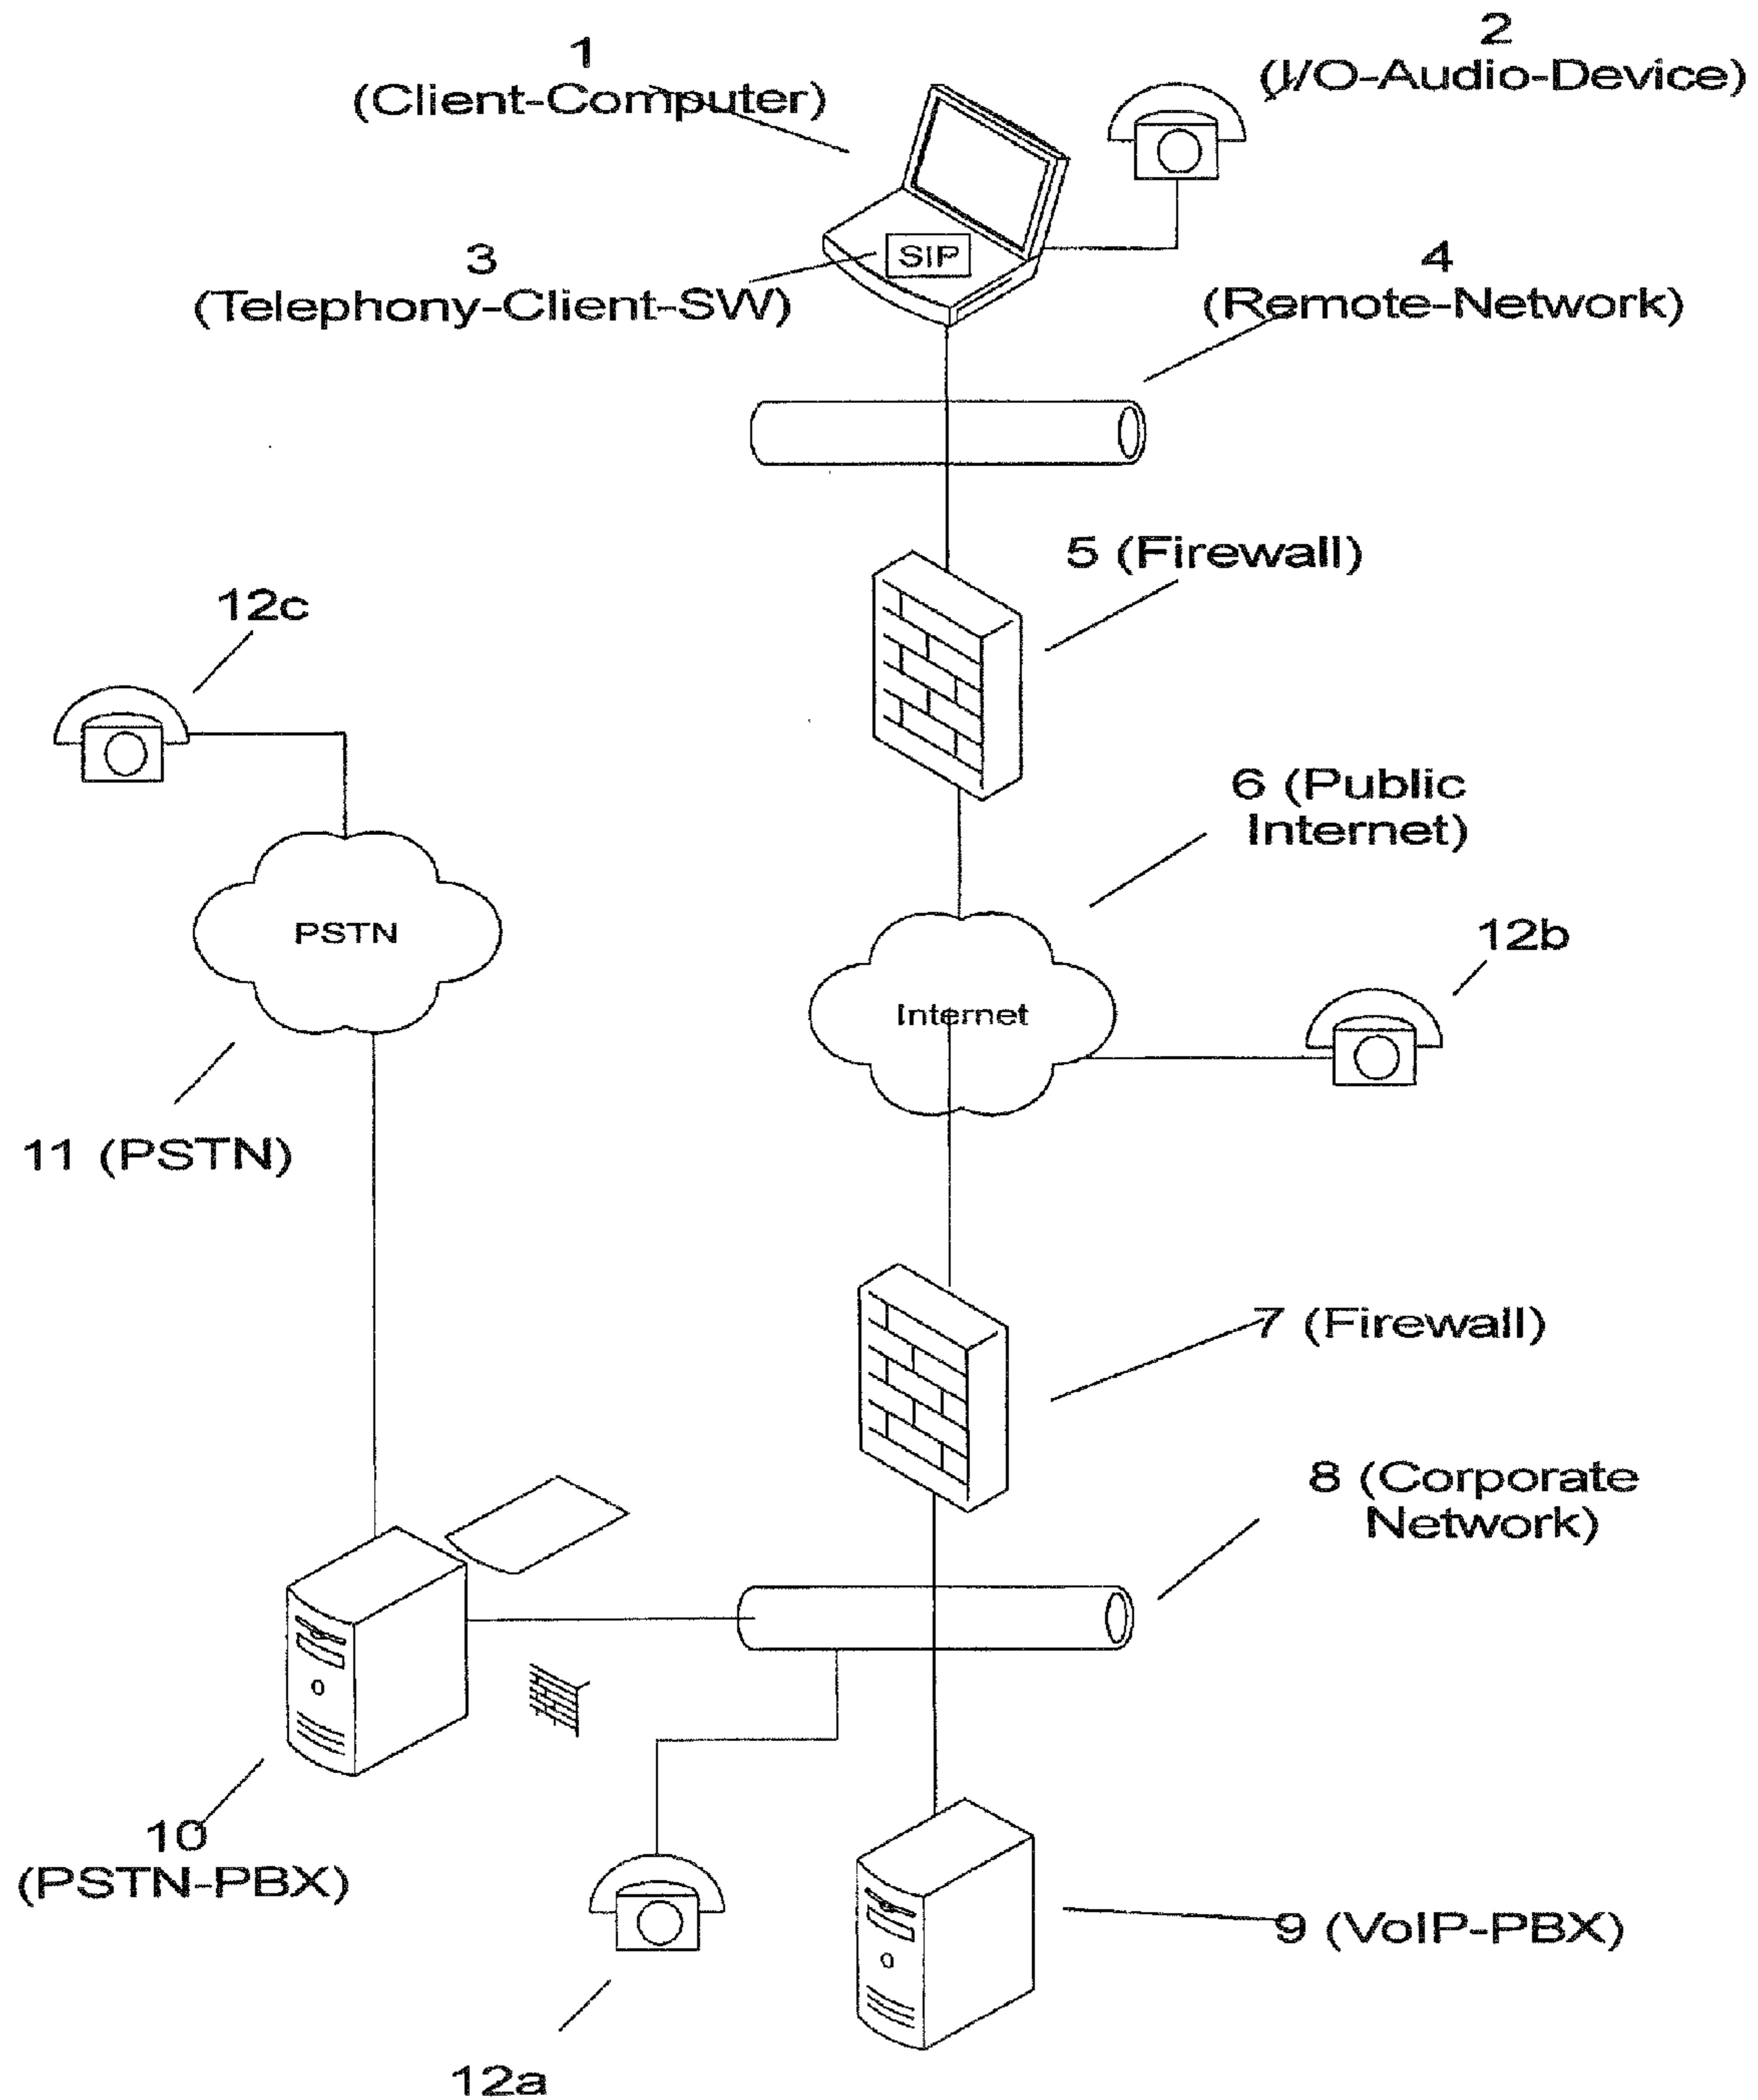 1
(Client-Computer)
2
(I/O-Audio-Device)
3
(Telephony-Client-SW)
SIP
4
(Remote-Network)
5 (Firewall)
12c
6 (Public
Internet)
PSTN
Internet
12b
11 (PSTN)
7 (Firewall)
8 (Corporate
Network)
10
(PSTN-PBX)
9 (VoIP-PBX)
12a